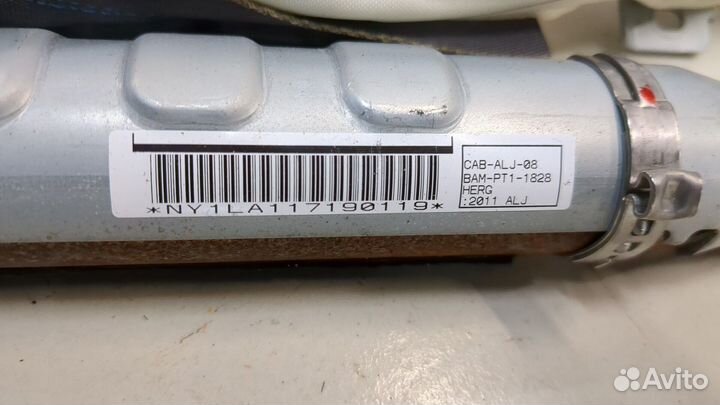 *NY1LA117190119*
CAB-ALJ-08
BAM-PT1-1828
HERG
:2011 ALJ
Avito